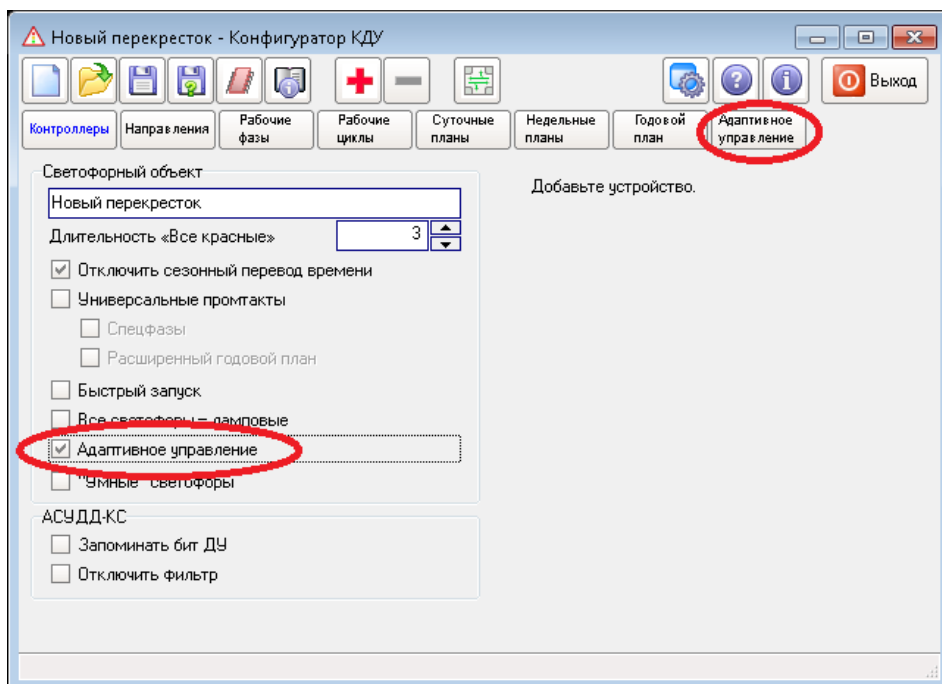 Новый перекресток - Конфигуратор КДУ
Выход
Контроллеры
Направления
Рабочие
фазы
Рабочие
циклы
Суточные
планы
Недельные
планы
Годовой
план
Адаптивное
управление
Светофорный объект
Новый перекресток
Длительность «Все красные» 3
Отключить сезонный перевод времени
Универсальные промтакты
Спецфазы
Расширенный годовой план
Быстрый запуск
Все светофоры – ламповые
Адаптивное управление
"Умные" светофоры
АСУДД-КС
Запоминать бит ДУ
Отключить фильтр
Добавьте устройство.